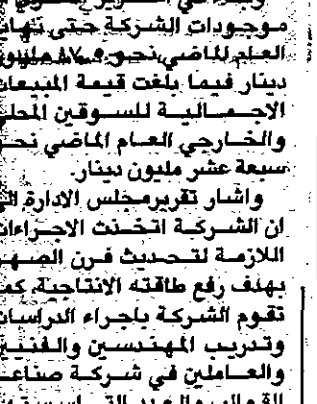 موجودات الشركة حتى نهاية
العام الماضي نحو مليون
دينار فيما بلغت قيمة المبيعات
الاجمالية للسوقين المحلي
والخارجي العام الماضي نحو
سبعة عشر مليون دينار.
واشار تقرير مجلس الادارة الى
ان الشركة اتخذت الاجراءات
اللازمة لتحديث فرن الصهر
بهدف رفع طاقته الانتاجية كما
تقوم الشركة باجراء الدراسات
وتدريب المهندسين والفنيين
والعاملين في شركة صناعة